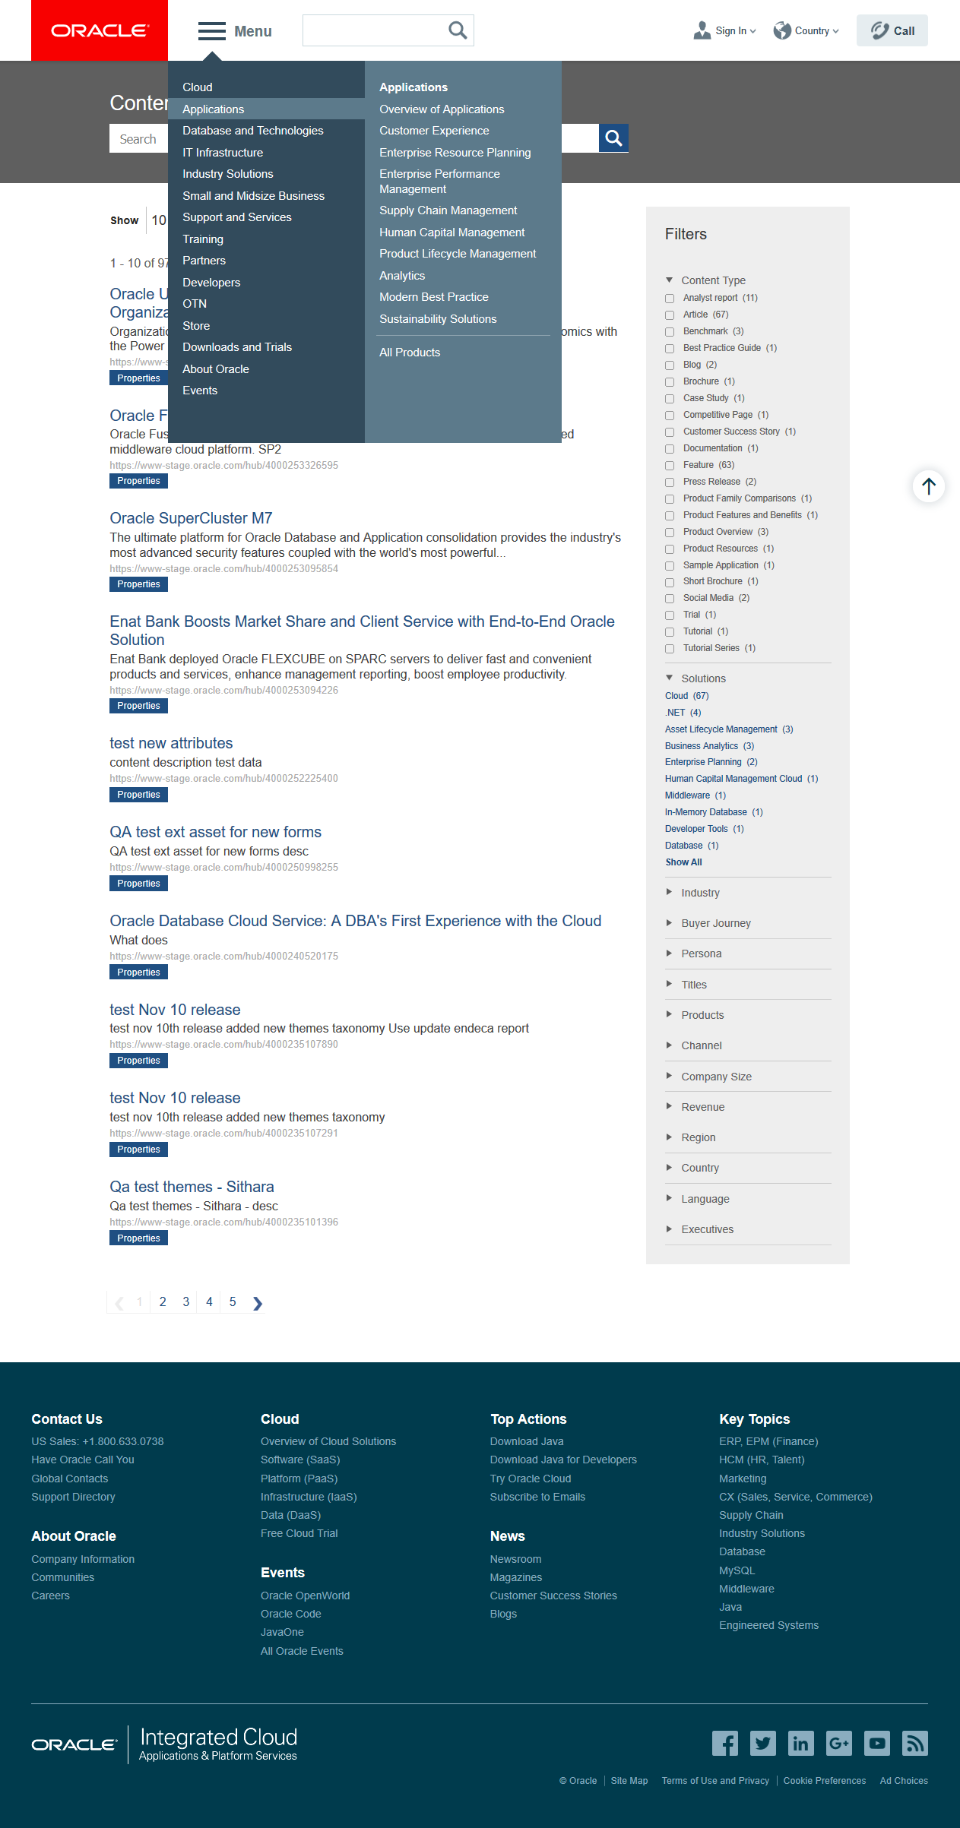 ORACLE
Menu
Sign In
Country
Call
Cloud
Applications
Database and Technologies
IT Infrastructure
Industry Solutions
Small and Midsize Business
Support and Services
Training
Partners
Developers
OTN
Store
Downloads and Trials
About Oracle
Events
Applications
Overview of Applications
Customer Experience
Enterprise Resource Planning
Enterprise Performance
Management
Supply Chain Management
Human Capital Management
Product Lifecycle Management
Analytics
Modern Best Practice
Sustainability Solutions
All Products
Search
Show 10
1 - 10 of 97
Oracle U
Organiza
Organizatio omics with
the Power
https://www-s
Properties
Oracle F
Oracle Fus ed
middleware cloud platform. SP2
https://www-stage.oracle.com/hub/4000253326595
Properties
Oracle SuperCluster M7
The ultimate platform for Oracle Database and Application consolidation provides the industry's
most advanced security features coupled with the world's most powerful...
https://www-stage.oracle.com/hub/4000253095854
Properties
Enat Bank Boosts Market Share and Client Service with End-to-End Oracle
Solution
Enat Bank deployed Oracle FLEXCUBE on SPARC servers to deliver fast and convenient
products and services, enhance management reporting, boost employee productivity.
https://www-stage.oracle.com/hub/4000253094226
Properties
test new attributes
content description test data
https://www-stage.oracle.com/hub/4000252225400
Properties
QA test ext asset for new forms
QA test ext asset for new forms desc
https://www-stage.oracle.com/hub/4000250998255
Properties
Oracle Database Cloud Service: A DBA's First Experience with the Cloud
What does
https://www-stage.oracle.com/hub/4000240520175
Properties
test Nov 10 release
test nov 10th release added new themes taxonomy Use update endeca report
https://www-stage.oracle.com/hub/4000235107890
Properties
test Nov 10 release
test nov 10th release added new themes taxonomy
https://www-stage.oracle.com/hub/4000235107291
Properties
Qa test themes - Sithara
Qa test themes - Sithara - desc
https://www-stage.oracle.com/hub/4000235101396
Properties
1 2 3 4 5
Filters
Content Type
Analyst report (11)
Article (67)
Benchmark (3)
Best Practice Guide (1)
Blog (2)
Brochure (1)
Case Study (1)
Competitive Page (1)
Customer Success Story (1)
Documentation (1)
Feature (63)
Press Release (2)
Product Family Comparisons (1)
Product Features and Benefits (1)
Product Overview (3)
Product Resources (1)
Sample Application (1)
Short Brochure (1)
Social Media (2)
Trial (1)
Tutorial (1)
Tutorial Series (1)
Solutions
Cloud (67)
.NET (4)
Asset Lifecycle Management (3)
Business Analytics (3)
Enterprise Planning (2)
Human Capital Management Cloud (1)
Middleware (1)
In-Memory Database (1)
Developer Tools (1)
Database (1)
Show All
Industry
Buyer Journey
Persona
Titles
Products
Channel
Company Size
Revenue
Region
Country
Language
Executives
Contact Us
US Sales: +1.800.633.0738
Have Oracle Call You
Global Contacts
Support Directory
About Oracle
Company Information
Communities
Careers
Cloud
Overview of Cloud Solutions
Software (SaaS)
Platform (PaaS)
Infrastructure (IaaS)
Data (DaaS)
Free Cloud Trial
Events
Oracle OpenWorld
Oracle Code
JavaOne
All Oracle Events
Top Actions
Download Java
Download Java for Developers
Try Oracle Cloud
Subscribe to Emails
News
Newsroom
Magazines
Customer Success Stories
Blogs
Key Topics
ERP, EPM (Finance)
HCM (HR, Talent)
Marketing
CX (Sales, Service, Commerce)
Supply Chain
Industry Solutions
Database
MySQL
Middleware
Java
Engineered Systems
ORACLE
Integrated Cloud
Applications & Platform Services
© Oracle | Site Map Terms of Use and Privacy | Cookie Preferences Ad Choices